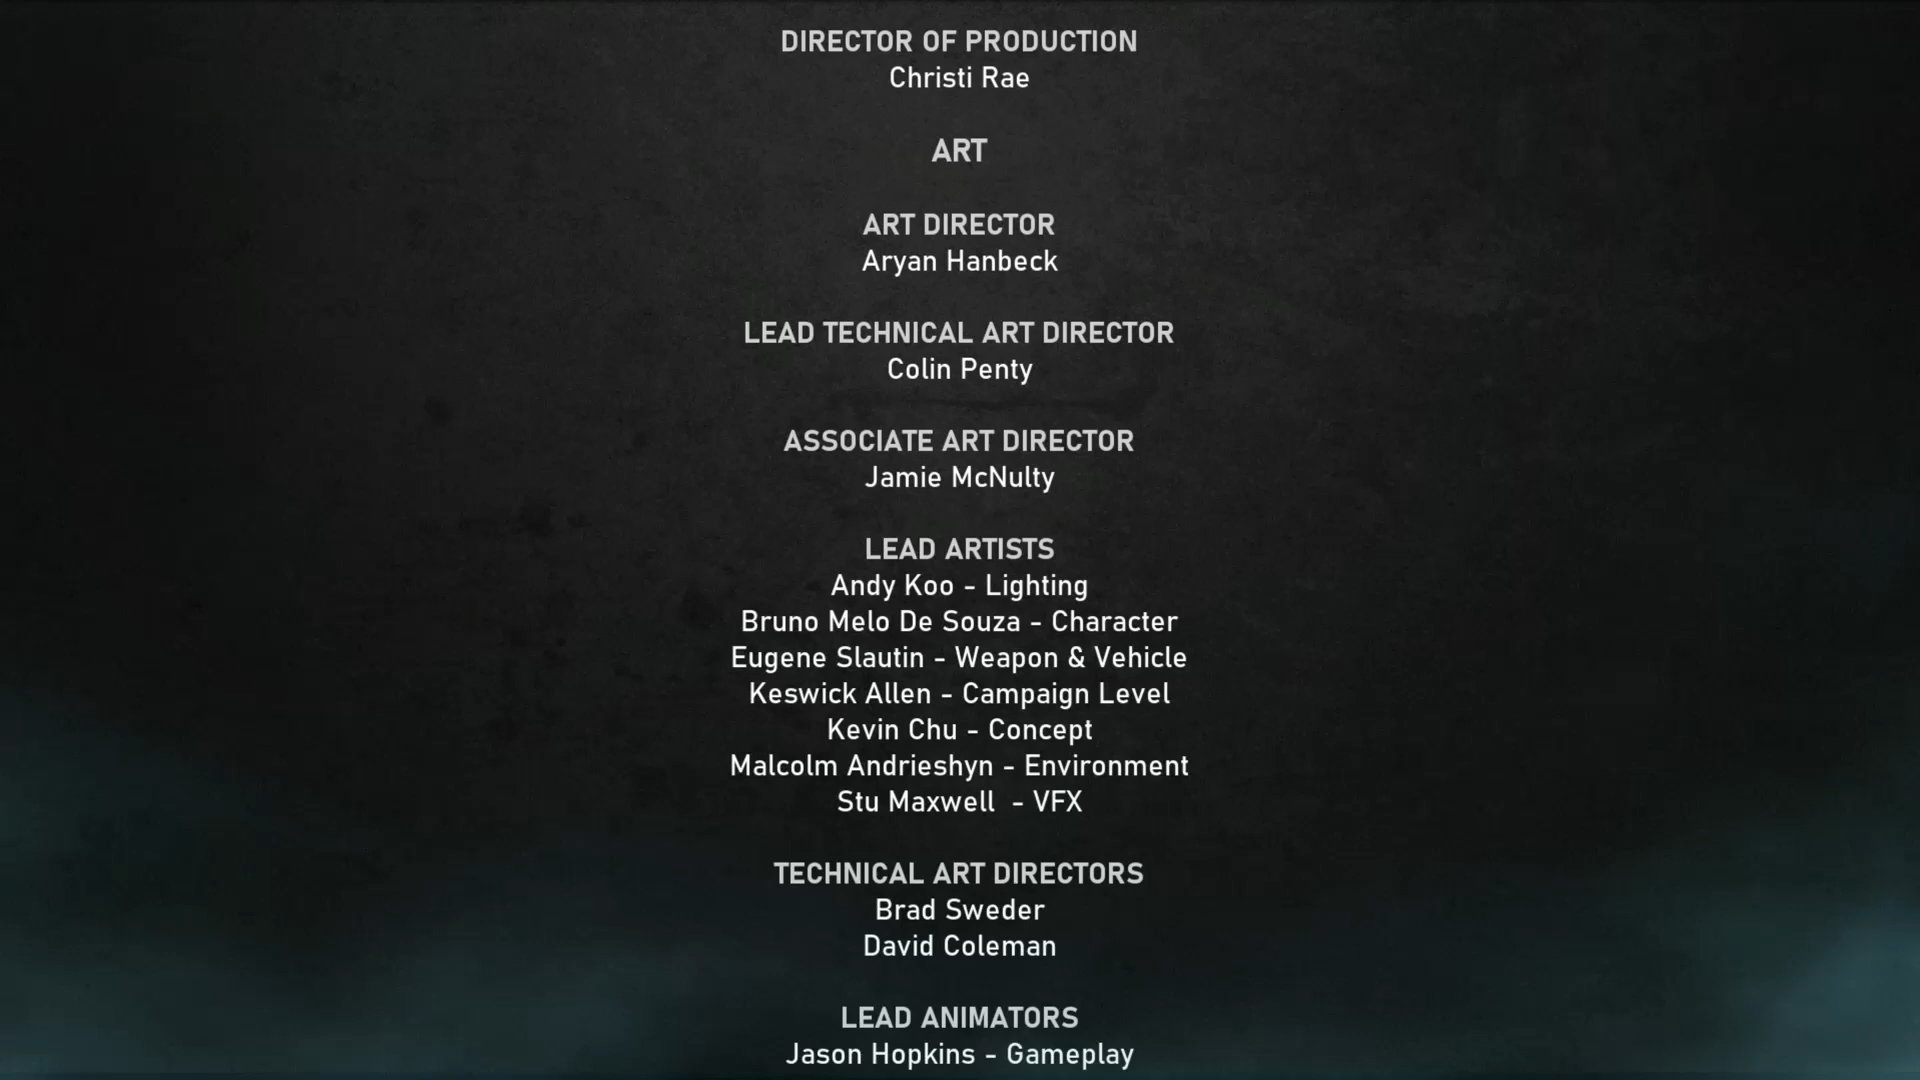 DIRECTOR OF PRODUCTION
Christi Rae
ART
ART DIRECTOR
Aryan Hanbeck
LEAD TECHNICAL ART DIRECTOR
Colin Penty
ASSOCIATE ART DIRECTOR
Jamie McNulty
LEAD ARTISTS
Andy Koo - Lighting
Bruno Melo De Souza - Character
Eugene Slautin - Weapon & Vehicle
Keswick Allen - Campaign Level
Kevin Chu - Concept
Malcolm Andrieshyn - Environment
Stu Maxwell  - VFX
TECHNICAL ART DIRECTORS
Brad Sweder
David Coleman
LEAD ANIMATORS
Jason Hopkins - Gameplay